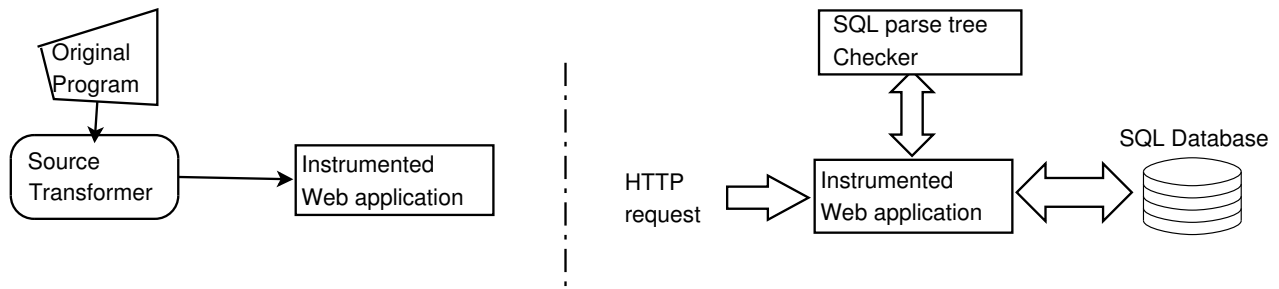 Original
Program
Source
Transformer
Instrumented
Web application
SQL parse tree
Checker
HTTP
request
Instrumented
Web application
SQL Database